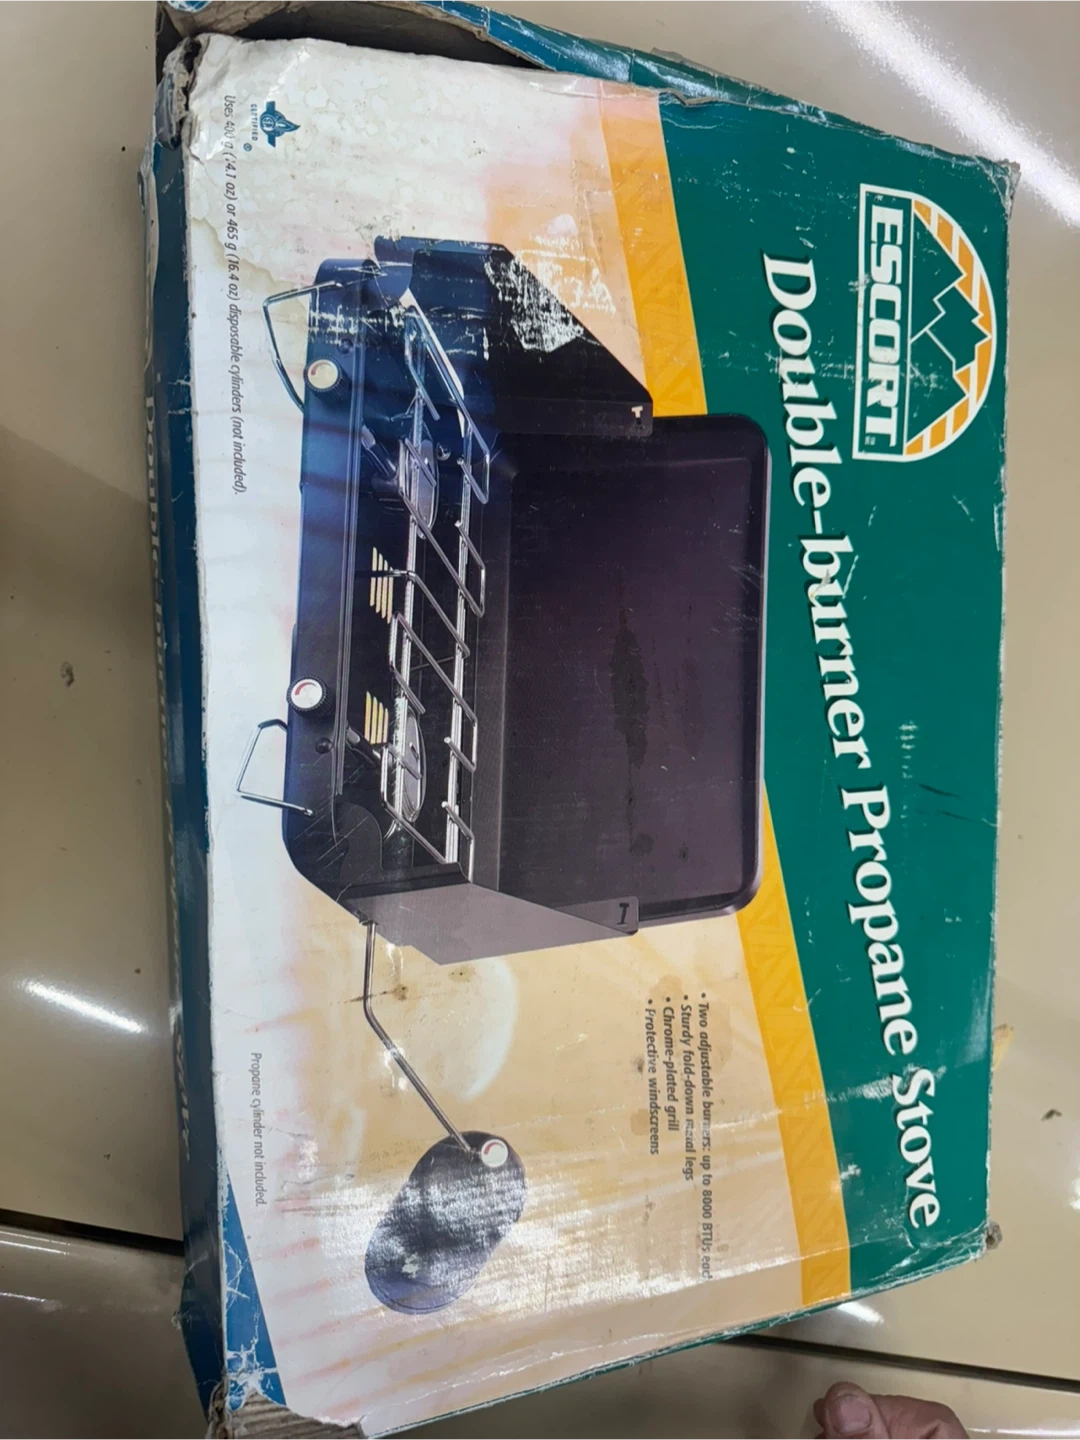 ESCORT
Double-burner Propane Stove
• Two adjustable burners: up to 8000 BTUs each
• Sturdy fold-down metal legs
• Chrome-plated grill
• Protective windscreens
CERTIFIED
Uses 400 g (14.1 oz) or 465 g (16.4 oz) disposable cylinders (not included).
Propane cylinder not included.